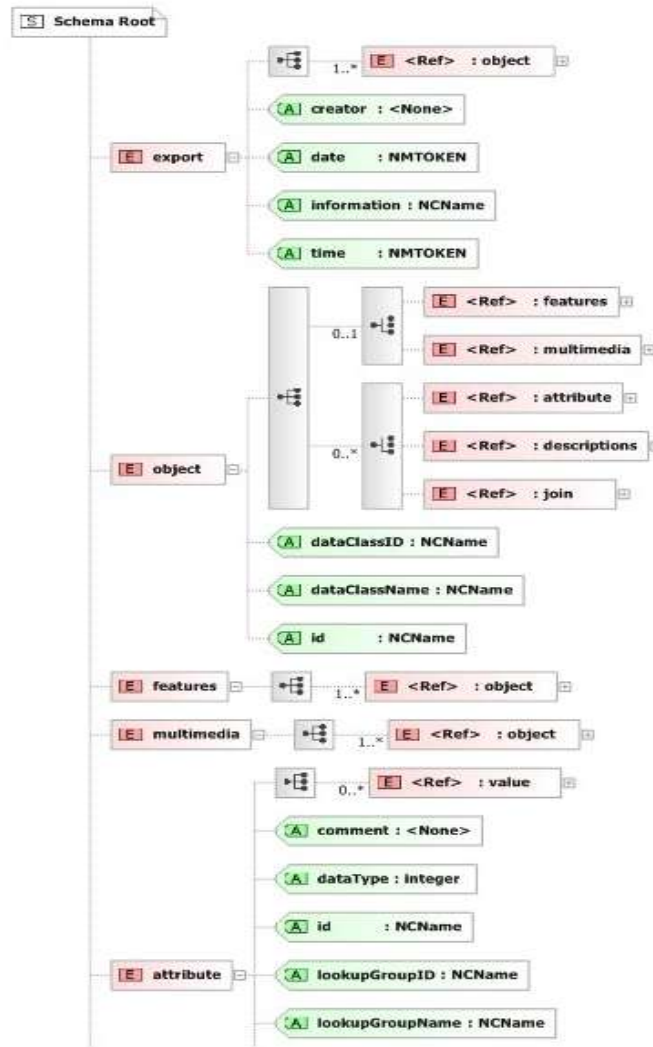 S Schema Root
1..* E <Ref> : object
A creator : <None>
E export
A date : NMTOKEN
A information : NCName
A time : NMTOKEN
E <Ref> : features
0..1
E <Ref> : multimedia
E <Ref> : attribute
0..* E <Ref> : descriptions
E object
E <Ref> : join
A dataClassID : NCName
A dataClassName : NCName
A id : NCName
E features 1..* E <Ref> : object
E multimedia 1..* E <Ref> : object
0..* E <Ref> : value
A comment : <None>
A dataType : integer
A id : NCName
E attribute A lookupGroupID : NCName
A lookupGroupName : NCName